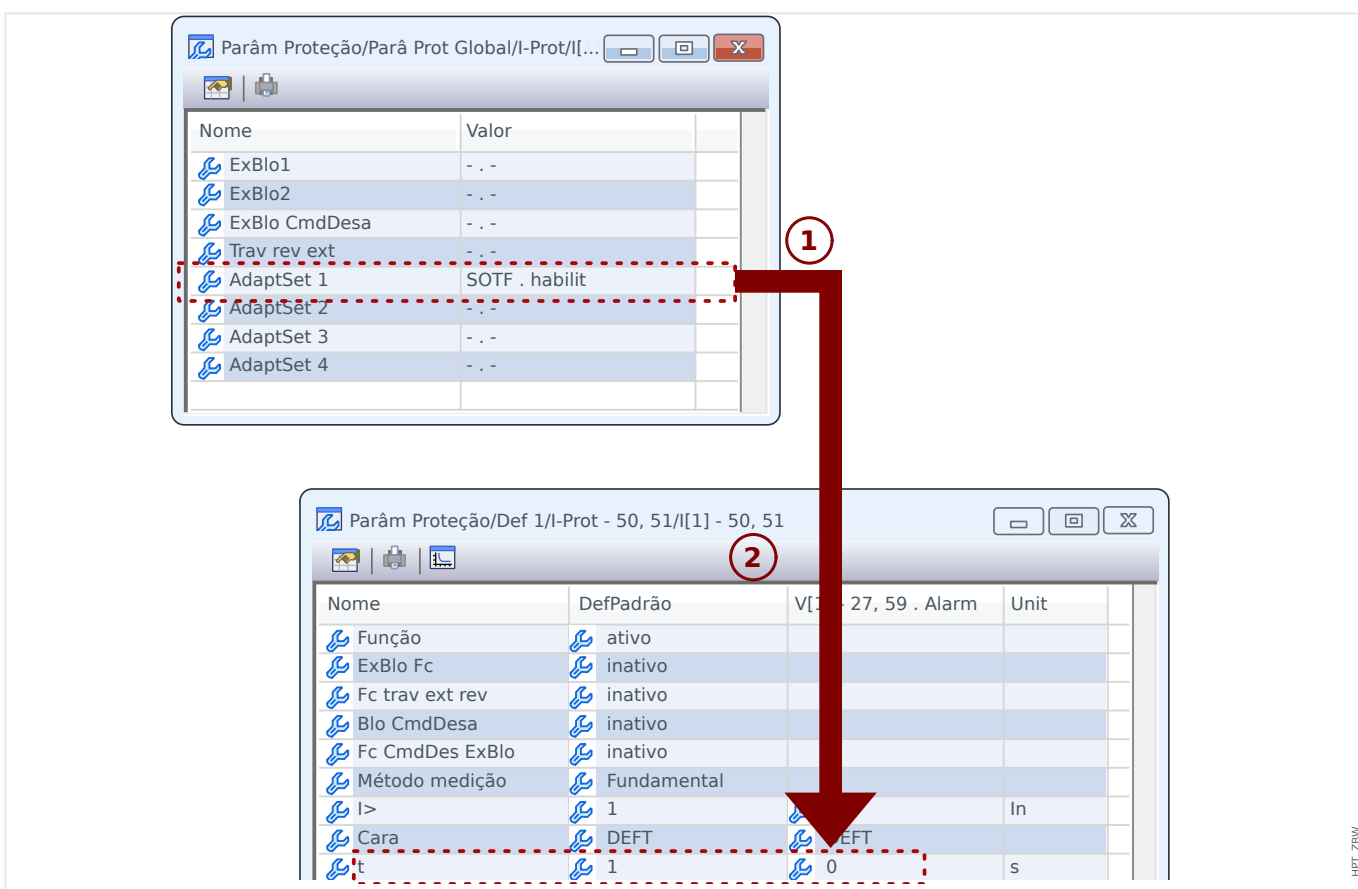 Parâm Proteção/Parâ Prot Global/I-Prot/I[...
Nome Valor
ExBlo1 - . -
ExBlo2 - . -
ExBlo CmdDesa - . -
Trav rev ext - . -
1
AdaptSet 1 SOTF . habilit
AdaptSet 2 - . -
AdaptSet 3 - . -
AdaptSet 4 - . -
Parâm Proteção/Def 1/I-Prot - 50, 51/I[1] - 50, 51
2
Nome DefPadrão 27, 59 . Alarm Unit
Função ativo
ExBlo Fc inativo
Fc trav ext rev inativo
Blo CmdDesa inativo
Fc CmdDes ExBlo inativo
Método medição Fundamental
I> 1 In
Cara DEFT
t 1 0 s
HPT_ZBW